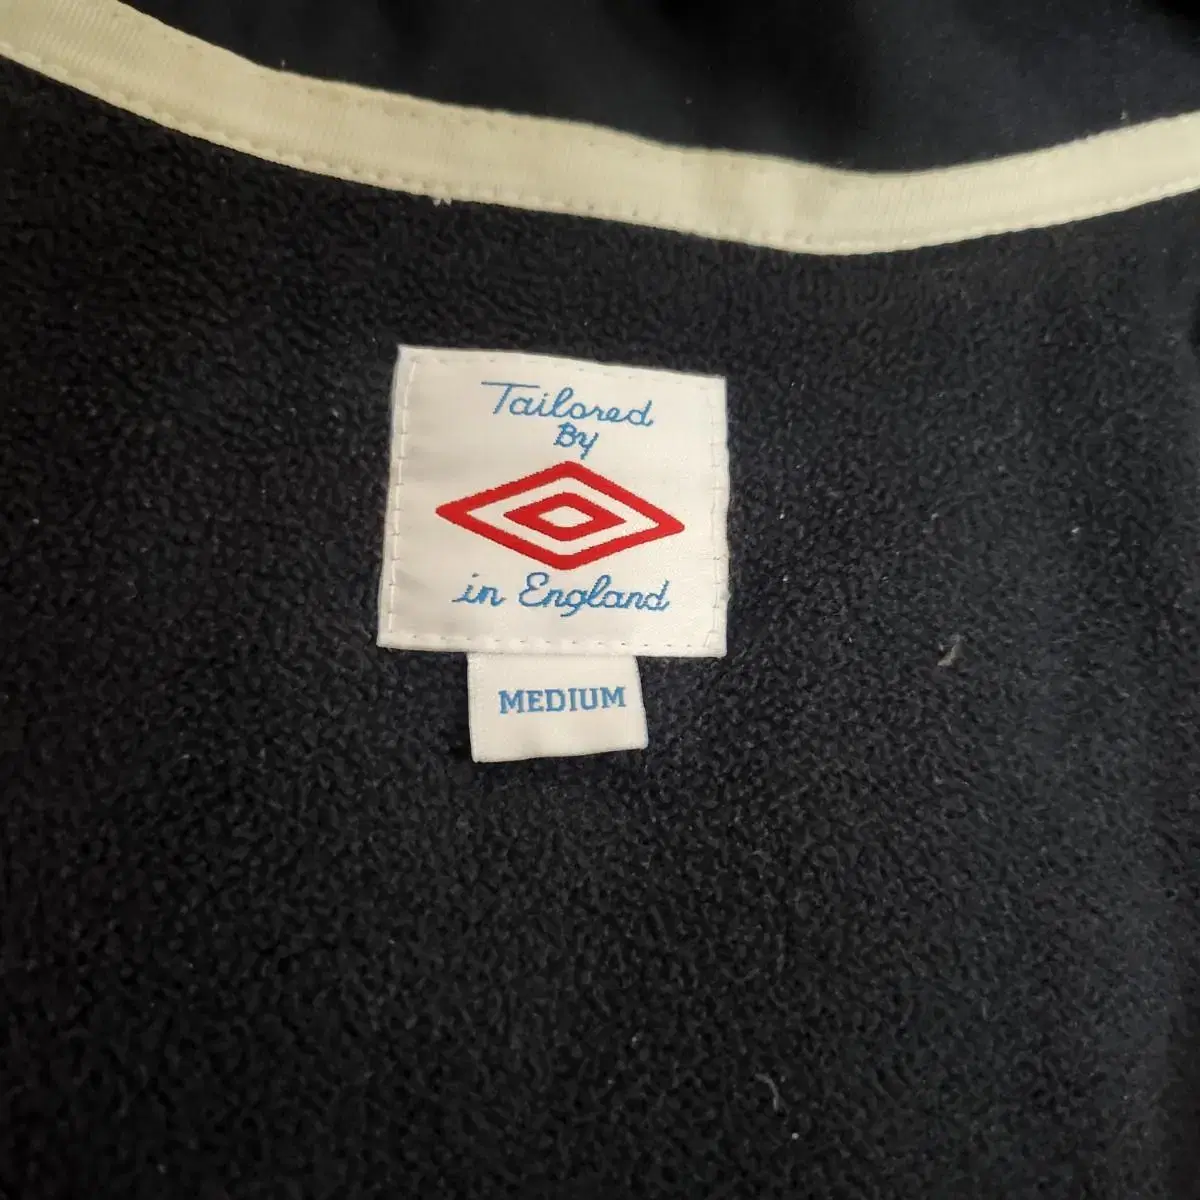 Tailored
By
in England
MEDIUM